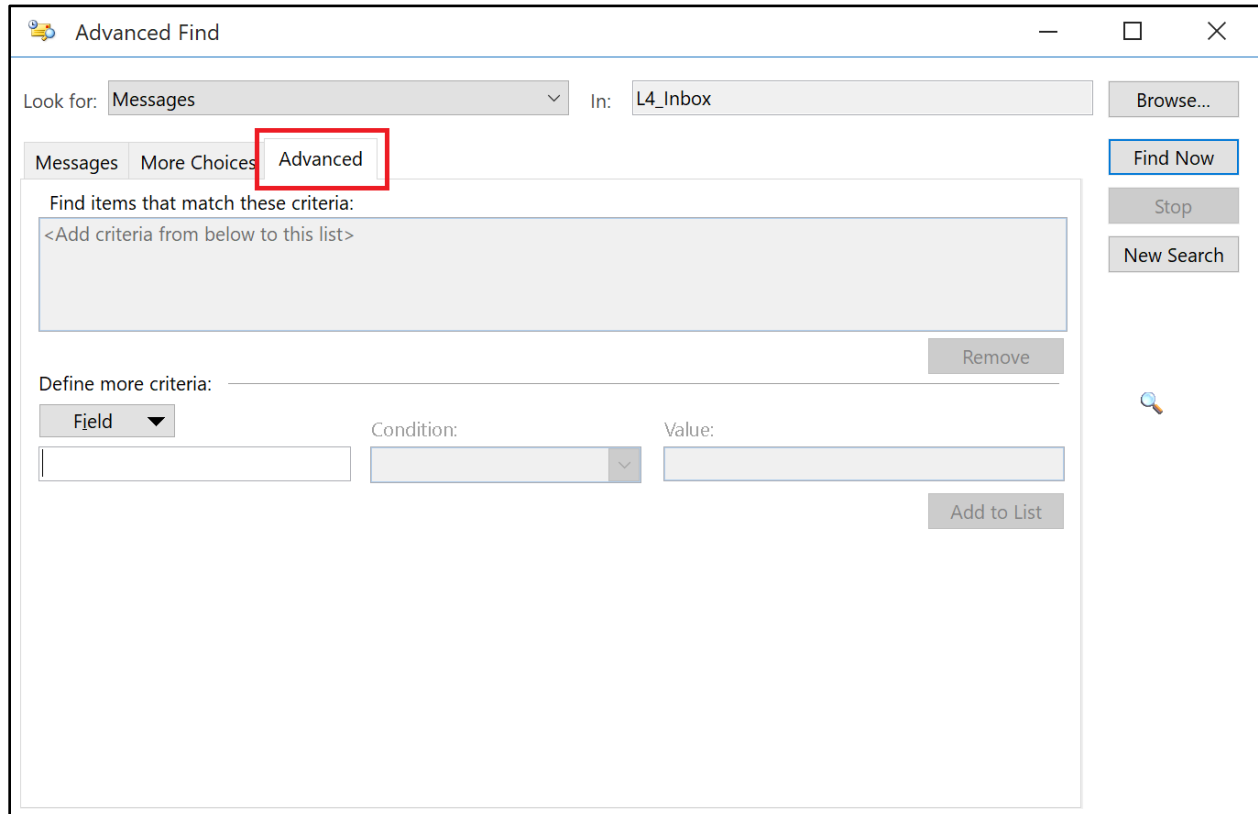 Advanced Find
Look for: Messages In: L4_Inbox Browse...
Messages More Choices Advanced Find Now
Find items that match these criteria:
<Add criteria from below to this list>
Stop
New Search
Remove
Define more criteria:
Field
Condition: Value:
Add to List